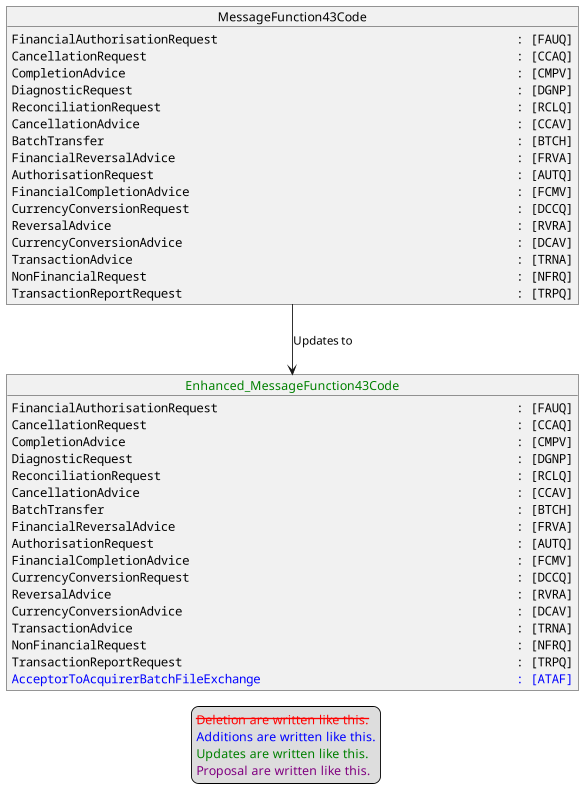 MessageFunction43Code
FinancialAuthorisationRequest : [FAUQ]
CancellationRequest : [CCAQ]
CompletionAdvice : [CMPV]
DiagnosticRequest : [DGNP]
ReconciliationRequest : [RCLQ]
CancellationAdvice : [CCAV]
BatchTransfer : [BTCH]
FinancialReversalAdvice : [FRVA]
AuthorisationRequest : [AUTQ]
FinancialCompletionAdvice : [FCMV]
CurrencyConversionRequest : [DCCQ]
ReversalAdvice : [RVRA]
CurrencyConversionAdvice : [DCAV]
TransactionAdvice : [TRNA]
NonFinancialRequest : [NFRQ]
TransactionReportRequest : [TRPQ]
Updates to
Enhanced_MessageFunction43Code
FinancialAuthorisationRequest : [FAUQ]
CancellationRequest : [CCAQ]
CompletionAdvice : [CMPV]
DiagnosticRequest : [DGNP]
ReconciliationRequest : [RCLQ]
CancellationAdvice : [CCAV]
BatchTransfer : [BTCH]
FinancialReversalAdvice : [FRVA]
AuthorisationRequest : [AUTQ]
FinancialCompletionAdvice : [FCMV]
CurrencyConversionRequest : [DCCQ]
ReversalAdvice : [RVRA]
CurrencyConversionAdvice : [DCAV]
TransactionAdvice : [TRNA]
NonFinancialRequest : [NFRQ]
TransactionReportRequest : [TRPQ]
AcceptorToAcquirerBatchFileExchange : [ATAF]
Deletion are written like this.
Additions are written like this.
Updates are written like this.
Proposal are written like this.